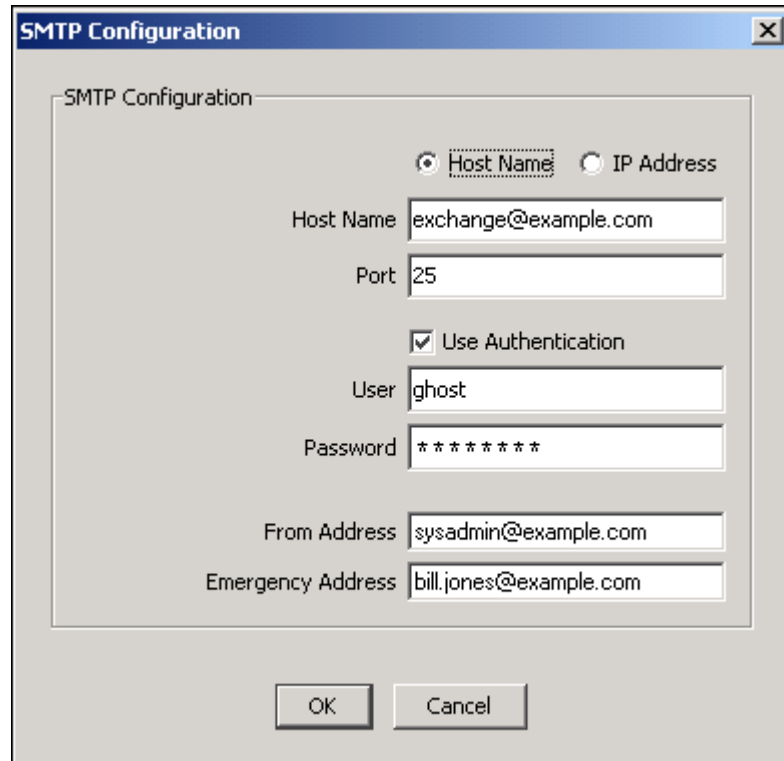 SMTP Configuration
SMTP Configuration
Host Name IP Address
Host Name exchange@example.com
Port 25
Use Authentication
User ghost
Password ********
From Address sysadmin@example.com
Emergency Address bill.jones@example.com
OK Cancel